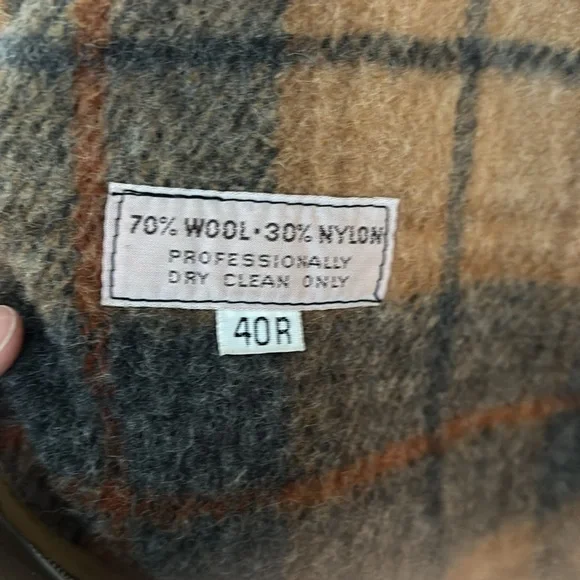 70% WOOL • 30% NYLON
PROFESSIONALLY
DRY CLEAN ONLY
40R